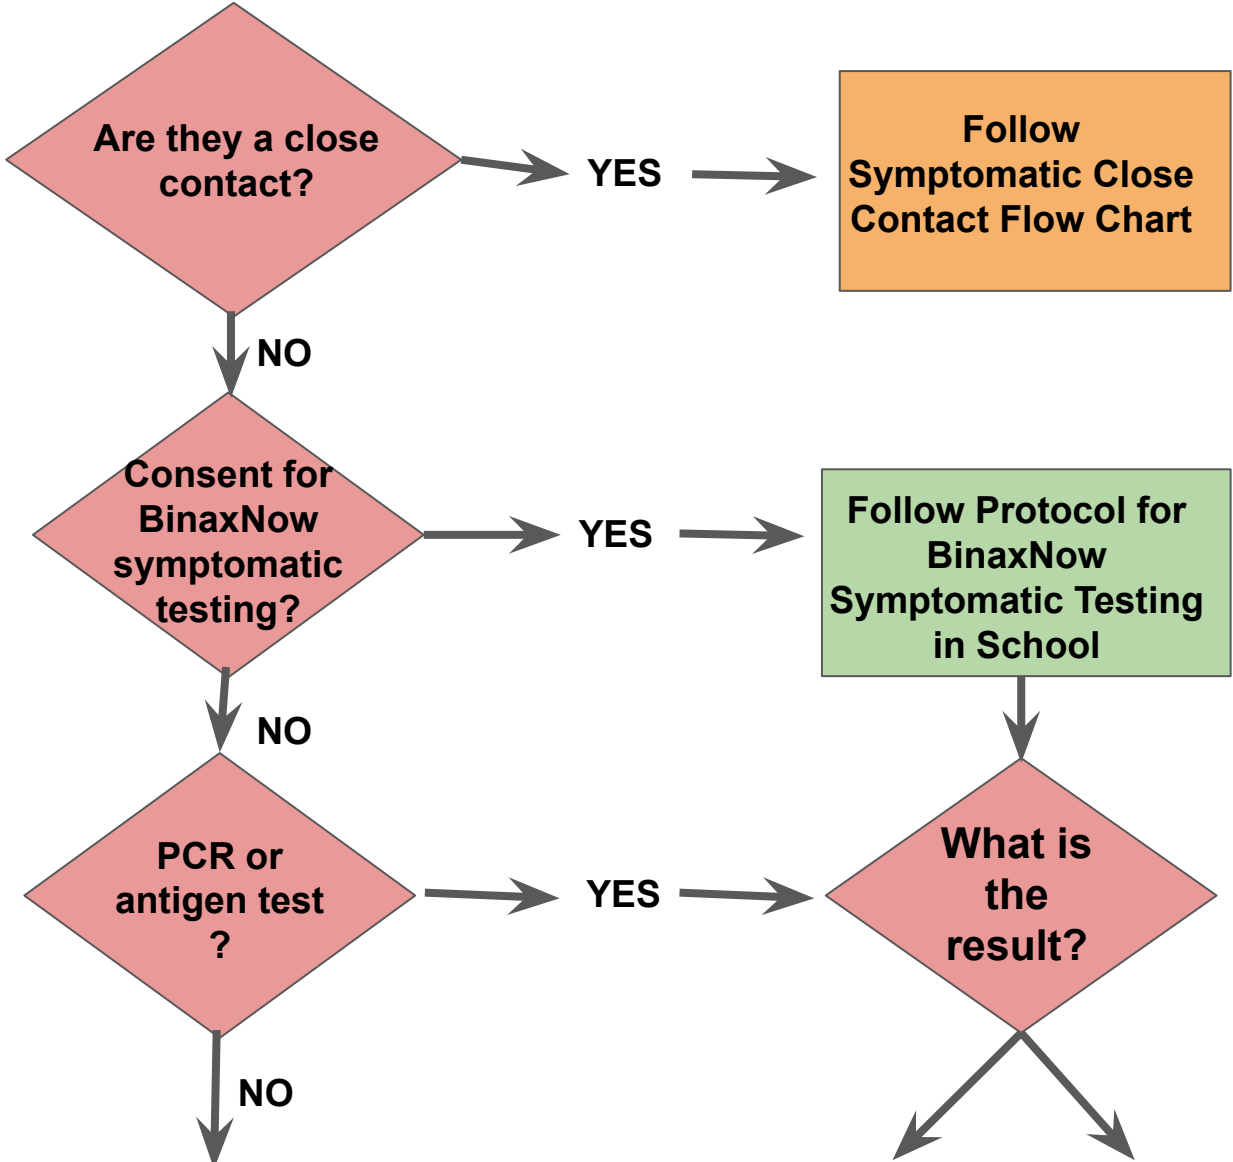 Are they a close
contact?
YES
Follow
Symptomatic Close
Contact Flow Chart
NO
Consent for
BinaxNow
symptomatic
testing?
YES
Follow Protocol for
BinaxNow
Symptomatic Testing
in School
NO
PCR or
antigen test
?
YES
What is
the
result?
NO